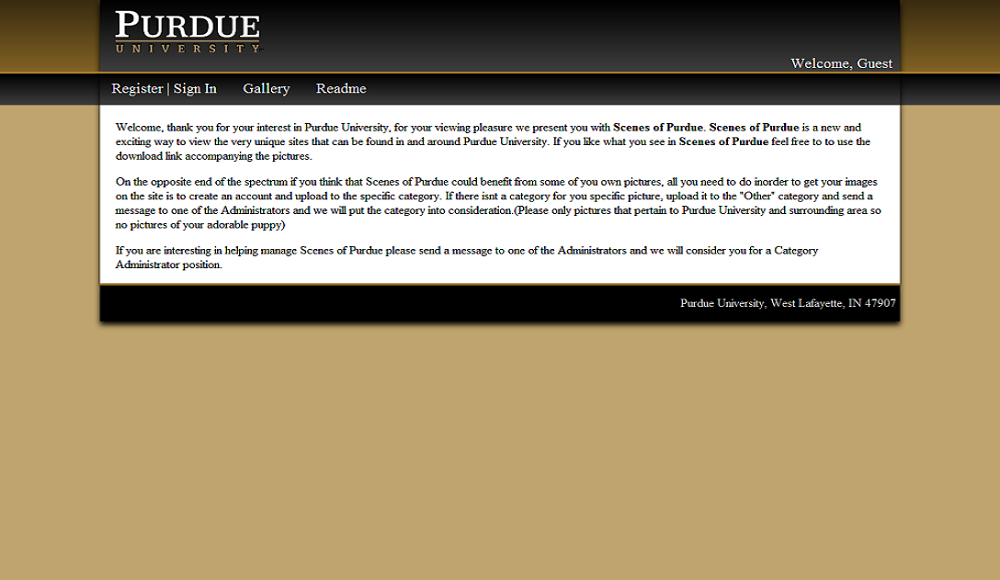 PURDUE
UNIVERSITY
Welcome, Guest
Register | Sign In Gallery Readme
Welcome, thank you for your interest in Purdue University, for your viewing pleasure we present you with Scenes of Purdue. Scenes of Purdue is a new and
exciting way to view the very unique sites that can be found in and around Purdue University. If you like what you see in Scenes of Purdue feel free to to use the
download link accompanying the pictures.
On the opposite end of the spectrum if you think that Scenes of Purdue could benefit from some of you own pictures, all you need to do inorder to get your images
on the site is to create an account and upload to the specific category. If there isnt a category for you specific picture, upload it to the "Other" category and send a
message to one of the Administrators and we will put the category into consideration.(Please only pictures that pertain to Purdue University and surrounding area so
no pictures of your adorable puppy)
If you are interesting in helping manage Scenes of Purdue please send a message to one of the Administrators and we will consider you for a Category
Administrator position.
Purdue University, West Lafayette, IN 47907